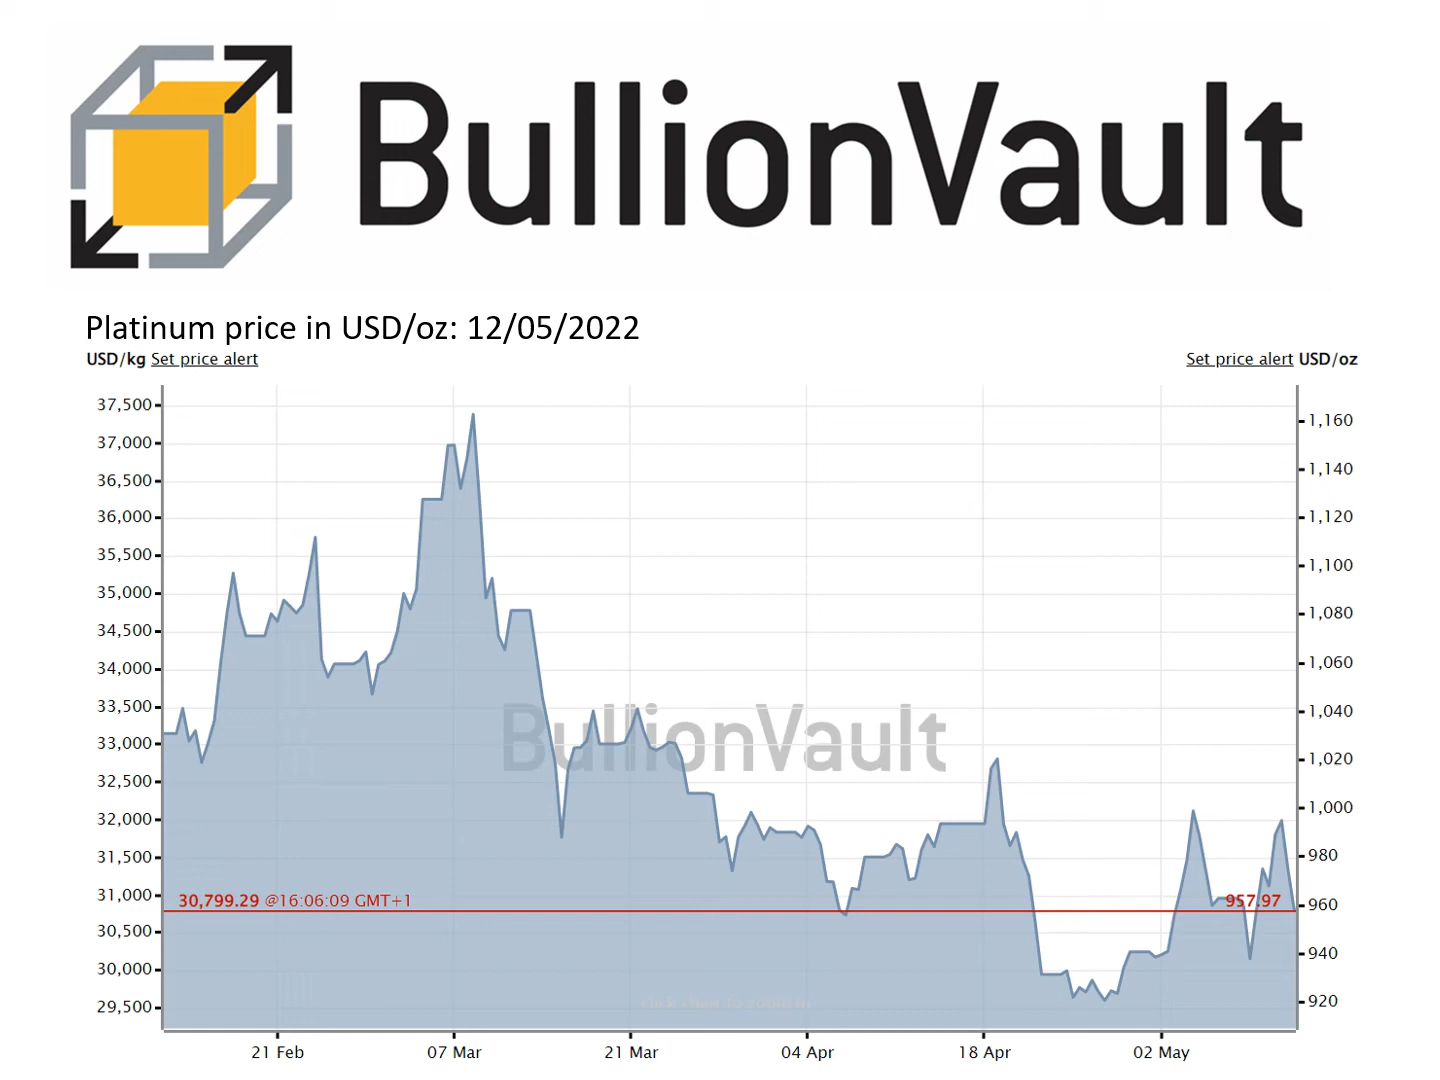 BullionVault
Platinum price in USD/oz: 12/05/2022
USD/kg Set price alert
Set price alert USD/oz
37,500
37,000
36,500
36,000
35,500
35,000
34,500
34,000
33,500
33,000
32,500
32,000
31,500
31,000
30,500
30,000
29,500
1,160
1,140
1,120
1,100
1,080
1,060
1,040
1,020
1,000
980
960
940
920
BullionVault
30,799.29 @16:06:09 GMT+1
957.97
21 Feb
07 Mar
21 Mar
04 Apr
18 Apr
02 May